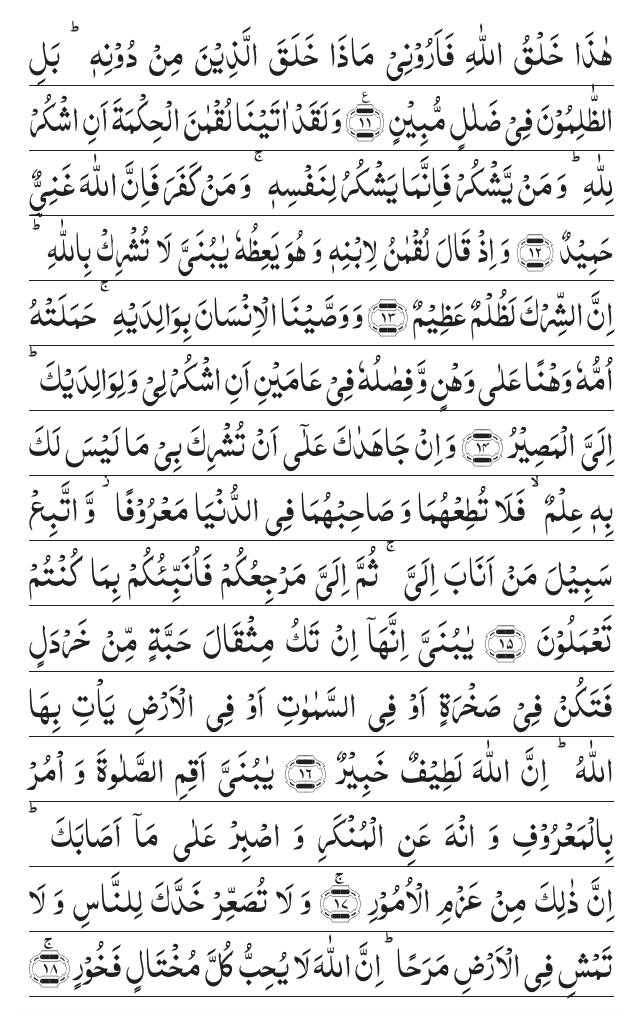 هٰذَا خَلۡقُ اللّٰهِ فَاَرُوۡنِىۡ مَاذَا خَلَقَ الَّذِيۡنَ مِنۡ دُوۡنِهٖ‌ ؕ بَلِ
الظّٰلِمُوۡنَ فِىۡ ضَلٰلٍ مُّبِيۡنٍ ﴿۱۱﴾ وَلَقَدۡ اٰتَيۡنَا لُقۡمٰنَ الۡحِكۡمَةَ اَنِ اشۡكُرۡ
لِلّٰهِ‌ؕ وَمَنۡ يَّشۡكُرۡ فَاِنَّمَا يَشۡكُرُ لِنَفۡسِهٖ‌ۚ وَمَنۡ كَفَرَ فَاِنَّ اللّٰهَ غَنِىٌّ
حَمِيۡدٌ ﴿۱۲﴾ وَاِذۡ قَالَ لُقۡمٰنُ لِابۡنِهٖ وَهُوَ يَعِظُهٗ يٰبُنَىَّ لَا تُشۡرِكۡ بِاللّٰهِ‌ ؕ
اِنَّ الشِّرۡكَ لَظُلۡمٌ عَظِيۡمٌ ﴿۱۳﴾ وَوَصَّيۡنَا الۡاِنۡسَانَ بِوَالِدَيۡهِ‌ۚ حَمَلَتۡهُ
اُمُّهٗ وَهۡنًا عَلٰى وَهۡنٍ وَّفِصٰلُهٗ فِىۡ عَامَيۡنِ اَنِ اشۡكُرۡ لِىۡ وَلِوَالِدَيۡكَؕ
اِلَىَّ الۡمَصِيۡرُ ﴿۱۴﴾ وَاِنۡ جَاهَدٰكَ عَلٰٓى اَنۡ تُشۡرِكَ بِىۡ مَا لَيۡسَ لَكَ
بِهٖ عِلۡمٌ ۙ فَلَا تُطِعۡهُمَا‌ وَصَاحِبۡهُمَا فِى الدُّنۡيَا مَعۡرُوۡفًا‌ ۡ وَّاتَّبِعۡ
سَبِيۡلَ مَنۡ اَنَابَ اِلَىَّ ‌ۚ ثُمَّ اِلَىَّ مَرۡجِعُكُمۡ فَاُنَبِّئُكُمۡ بِمَا كُنۡتُمۡ
تَعۡمَلُوۡنَ ﴿۱۵﴾ يٰبُنَىَّ اِنَّهَاۤ اِنۡ تَكُ مِثۡقَالَ حَبَّةٍ مِّنۡ خَرۡدَلٍ
فَتَكُنۡ فِىۡ صَخۡرَةٍ اَوۡ فِى السَّمٰوٰتِ اَوۡ فِى الۡاَرۡضِ يَاۡتِ بِهَا
اللّٰهُ ‌ؕ اِنَّ اللّٰهَ لَطِيۡفٌ خَبِيۡرٌ ﴿۱۶﴾ يٰبُنَىَّ اَقِمِ الصَّلٰوةَ وَاۡمُرۡ
بِالۡمَعۡرُوۡفِ وَانۡهَ عَنِ الۡمُنۡكَرِ وَاصۡبِرۡ عَلٰى مَاۤ اَصَابَكَ‌ؕ
اِنَّ ذٰلِكَ مِنۡ عَزۡمِ الۡاُمُوۡرِ‌ۚ ﴿۱۷﴾ وَلَا تُصَعِّرۡ خَدَّكَ لِلنَّاسِ وَلَا
تَمۡشِ فِى الۡاَرۡضِ مَرَحًا ‌ؕ اِنَّ اللّٰهَ لَا يُحِبُّ كُلَّ مُخۡتَالٍ فَخُوۡرٍۚ ﴿۱۸﴾